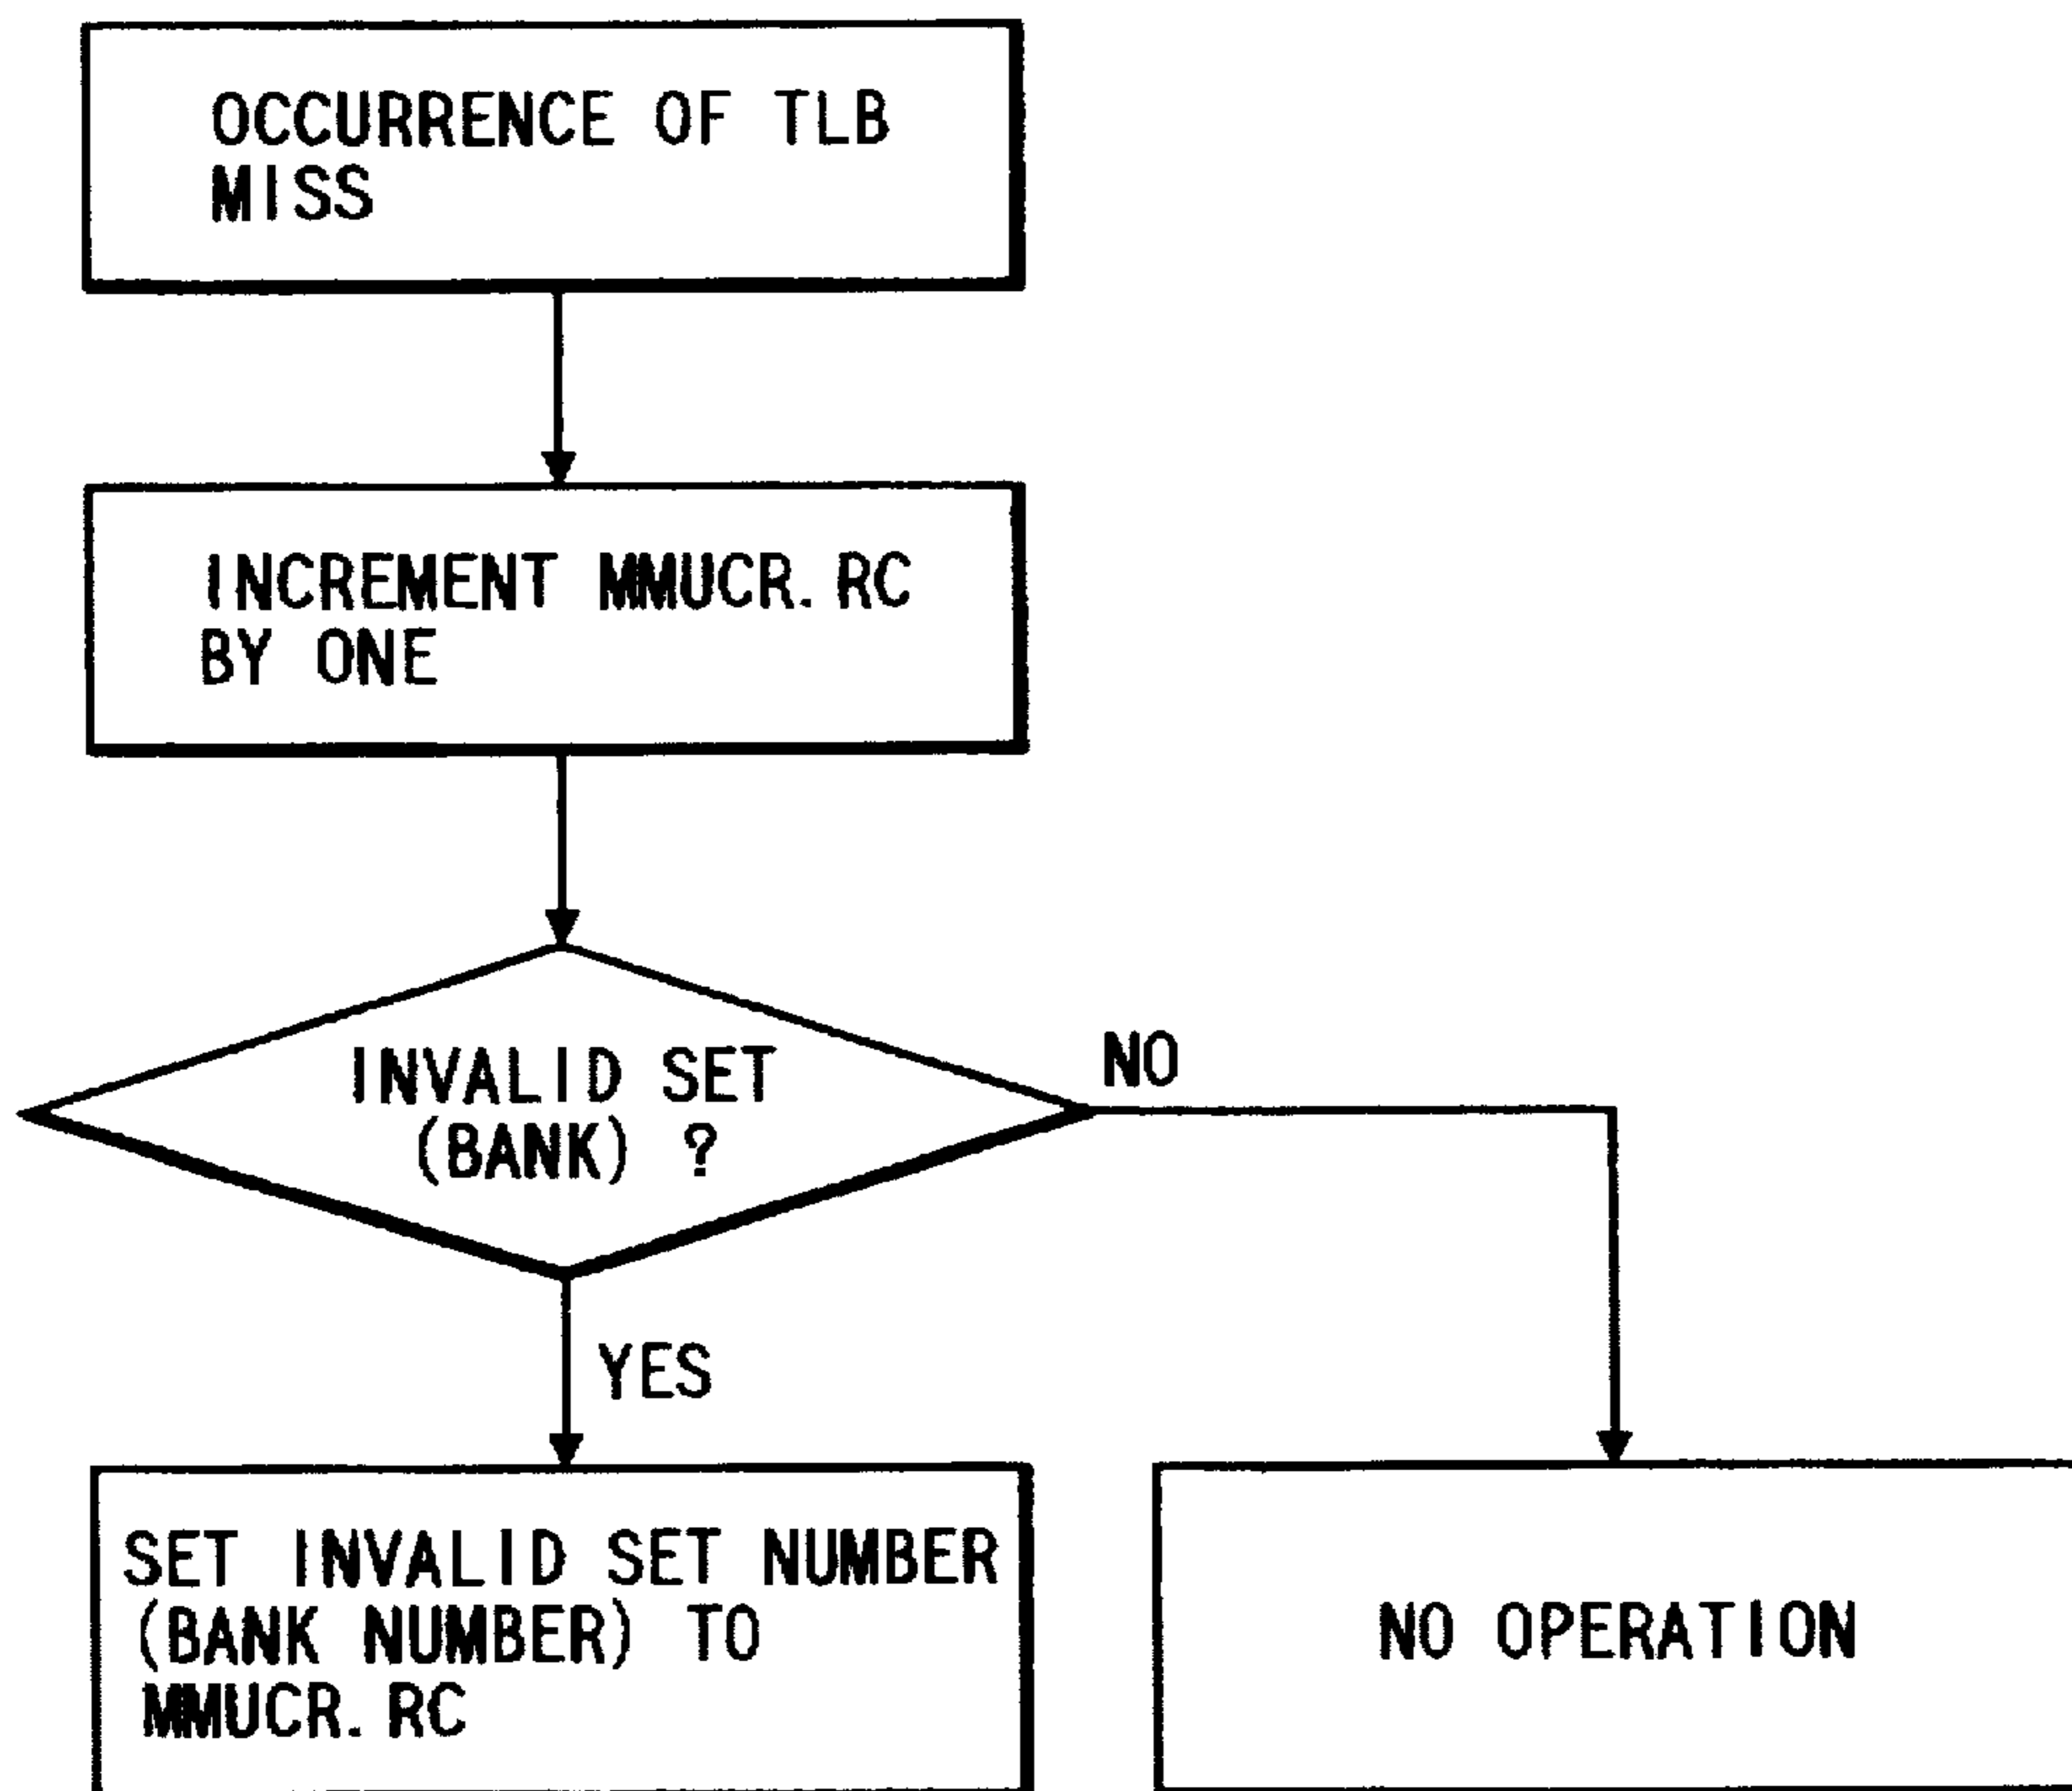 OCCURRENCE OF TLB
MISS
INCREMENT MMUCR.RC
BY ONE
INVALID SET
(BANK) ?
NO
YES
SET INVALID SET NUMBER
(BANK NUMBER) TO
MMUCR.RC
NO OPERATION